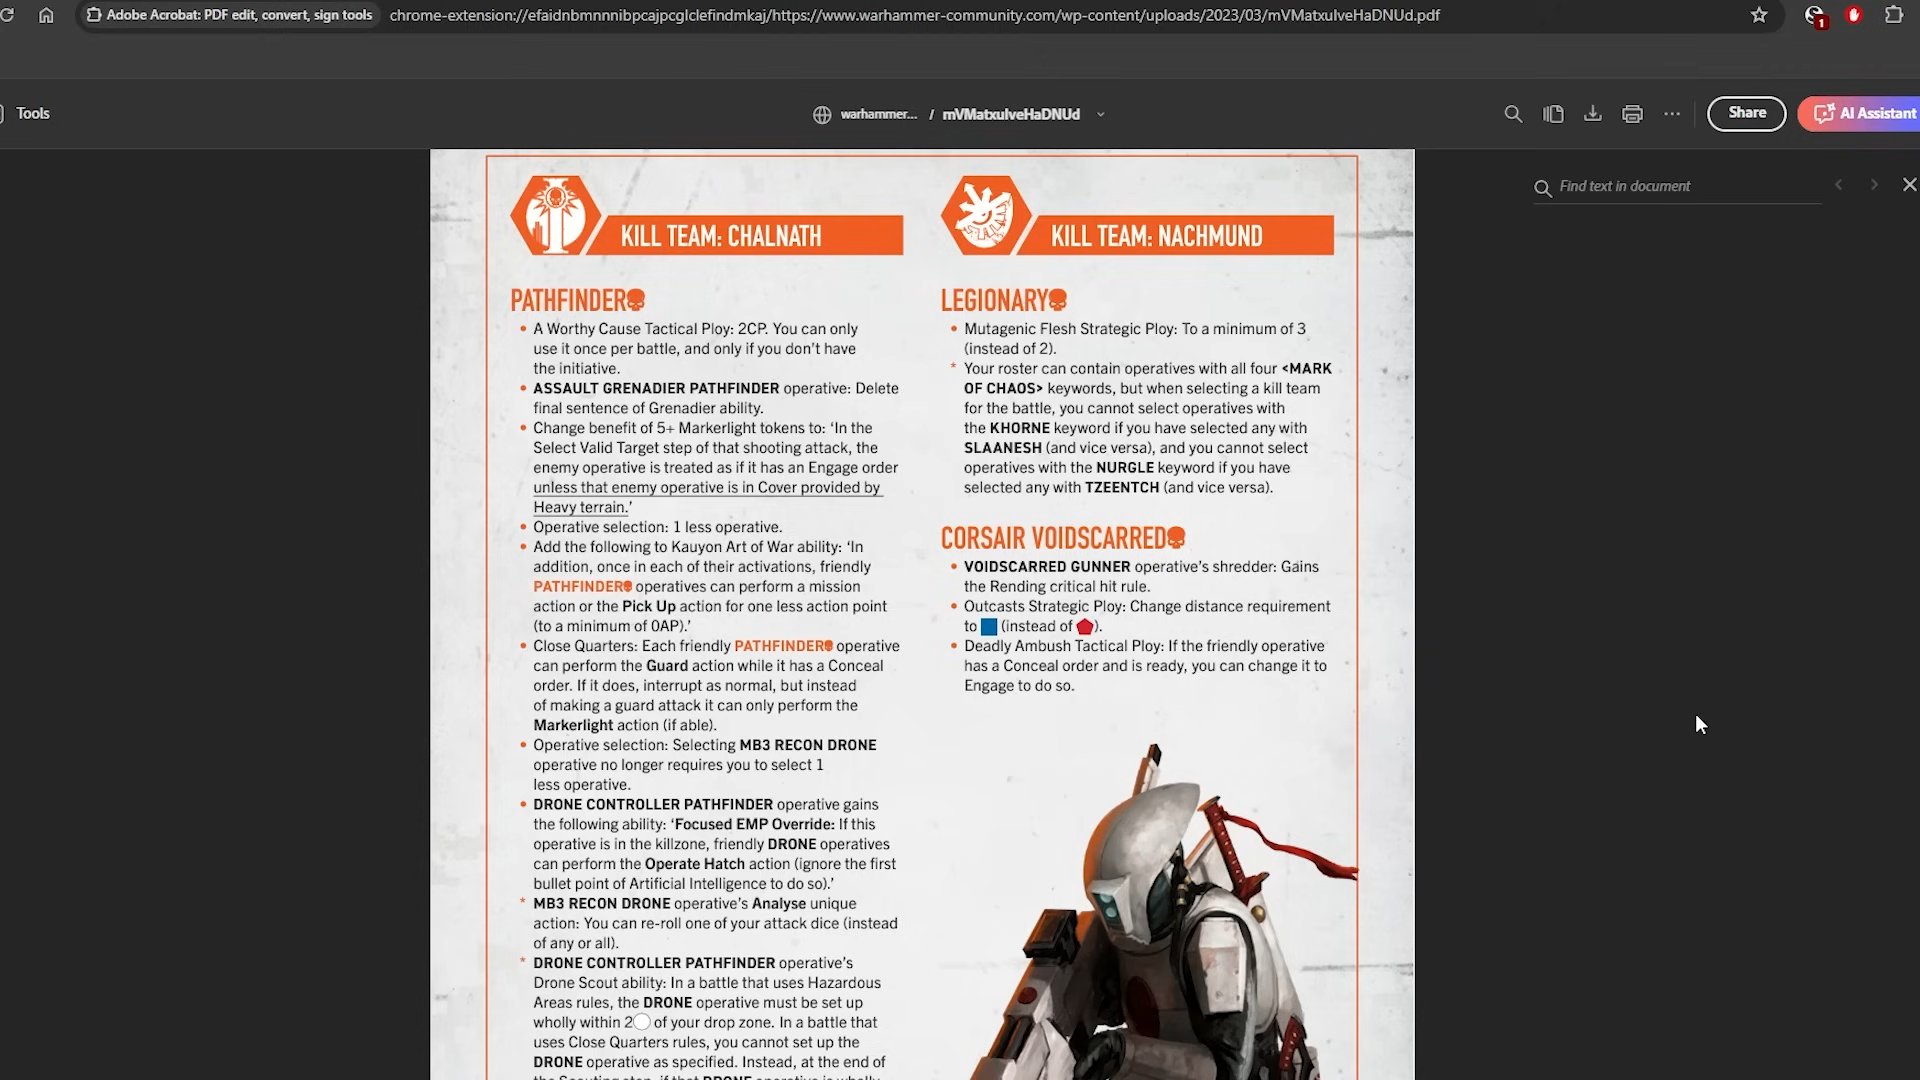 Adobe Acrobat: PDF edit, convert, sign tools
chrome-extension://efaidnbmnnnibpcajpcglclefindmkaj/https://www.warhammer-community.com/wp-content/uploads/2023/03/mVMatxulveHaDNUd.pdf
1
Tools
warhammer... / mVMatxulveHaDNUd
Share
AI Assistant
Find text in document
KILL TEAM: CHALNATH
PATHFINDER
• A Worthy Cause Tactical Ploy: 2CP. You can only
use it once per battle, and only if you don't have
the initiative.
• ASSAULT GRENADIER PATHFINDER operative: Delete
final sentence of Grenadier ability.
• Change benefit of 5+ Markerlight tokens to: ‘In the
Select Valid Target step of that shooting attack, the
enemy operative is treated as if it has an Engage order
unless that enemy operative is in Cover provided by
Heavy terrain.’
• Operative selection: 1 less operative.
• Add the following to Kauyon Art of War ability: ‘In
addition, once in each of their activations, friendly
PATHFINDER operatives can perform a mission
action or the Pick Up action for one less action point
(to a minimum of 0AP).’
• Close Quarters: Each friendly PATHFINDER operative
can perform the Guard action while it has a Conceal
order. If it does, interrupt as normal, but instead
of making a guard attack it can only perform the
Markerlight action (if able).
• Operative selection: Selecting MB3 RECON DRONE
operative no longer requires you to select 1
less operative.
• DRONE CONTROLLER PATHFINDER operative gains
the following ability: ‘Focused EMP Override: If this
operative is in the killzone, friendly DRONE operatives
can perform the Operate Hatch action (ignore the first
bullet point of Artificial Intelligence to do so).’
* MB3 RECON DRONE operative's Analyse unique
action: You can re-roll one of your attack dice (instead
of any or all).
* DRONE CONTROLLER PATHFINDER operative's
Drone Scout ability: In a battle that uses Hazardous
Areas rules, the DRONE operative must be set up
wholly within 2 of your drop zone. In a battle that
uses Close Quarters rules, you cannot set up the
DRONE operative as specified. Instead, at the end of
the Scouting step, if that DRONE operative is wholly
KILL TEAM: NACHMUND
LEGIONARY
• Mutagenic Flesh Strategic Ploy: To a minimum of 3
(instead of 2).
* Your roster can contain operatives with all four <MARK
OF CHAOS> keywords, but when selecting a kill team
for the battle, you cannot select operatives with
the KHORNE keyword if you have selected any with
SLAANESH (and vice versa), and you cannot select
operatives with the NURGLE keyword if you have
selected any with TZEENTCH (and vice versa).
CORSAIR VOIDSCARRED
• VOIDSCARRED GUNNER operative's shredder: Gains
the Rending critical hit rule.
• Outcasts Strategic Ploy: Change distance requirement
to (instead of ).
• Deadly Ambush Tactical Ploy: If the friendly operative
has a Conceal order and is ready, you can change it to
Engage to do so.